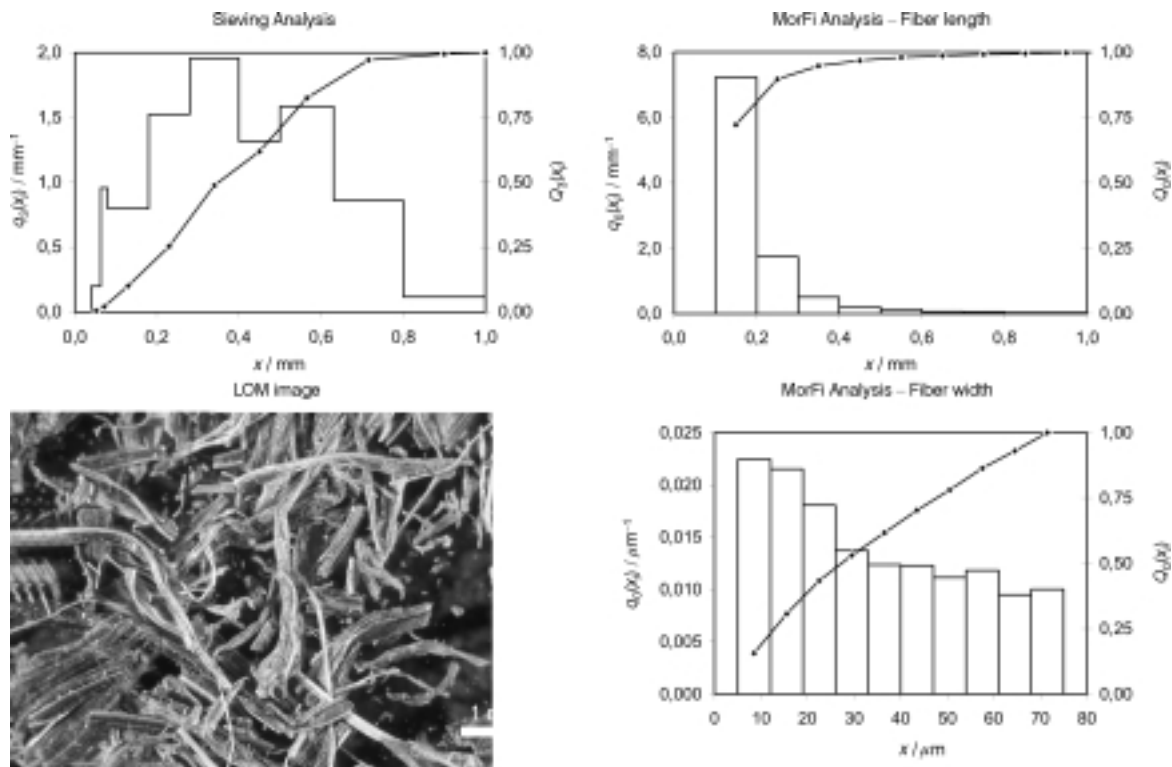 Sieving Analysis
2,0
1,5
1,0
0,5
0,0
q3(xi) / mm–1
1,00
0,75
0,50
0,25
0,00
Q3(xi)
0,0 0,2 0,4 0,6 0,8 1,0
x / mm
MorFi Analysis – Fiber length
8,0
6,0
4,0
2,0
0,0
q0(xi) / mm–1
1,00
0,75
0,50
0,25
0,00
Q0(xi)
0,0 0,2 0,4 0,6 0,8 1,0
x / mm
LOM image
MorFi Analysis – Fiber width
0,025
0,020
0,015
0,010
0,005
0,000
q0(xi) / μm–1
1,00
0,75
0,50
0,25
0,00
Q0(xi)
0 10 20 30 40 50 60 70 80
x / μm